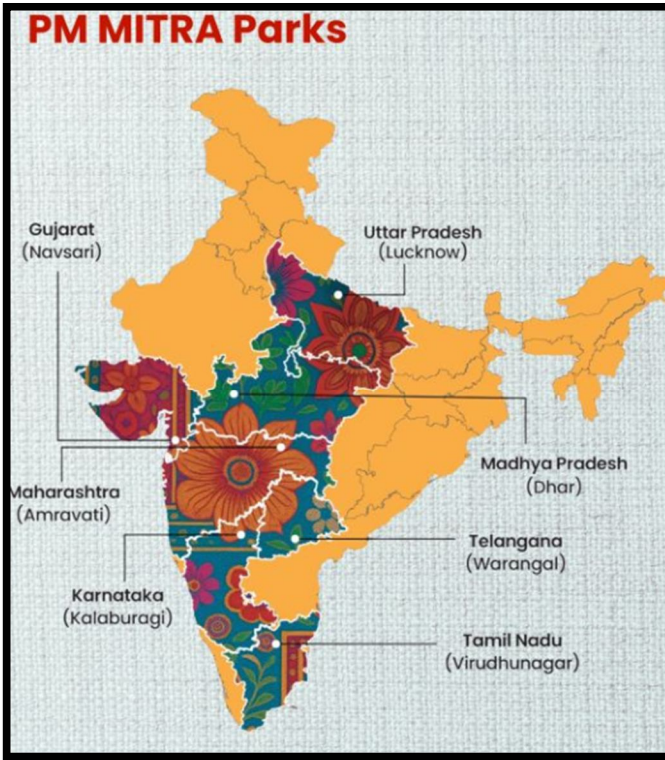 PM MITRA Parks
Gujarat
(Navsari)
Uttar Pradesh
(Lucknow)
Madhya Pradesh
(Dhar)
Maharashtra
(Amravati)
Telangana
(Warangal)
Karnataka
(Kalaburagi)
Tamil Nadu
(Virudhunagar)